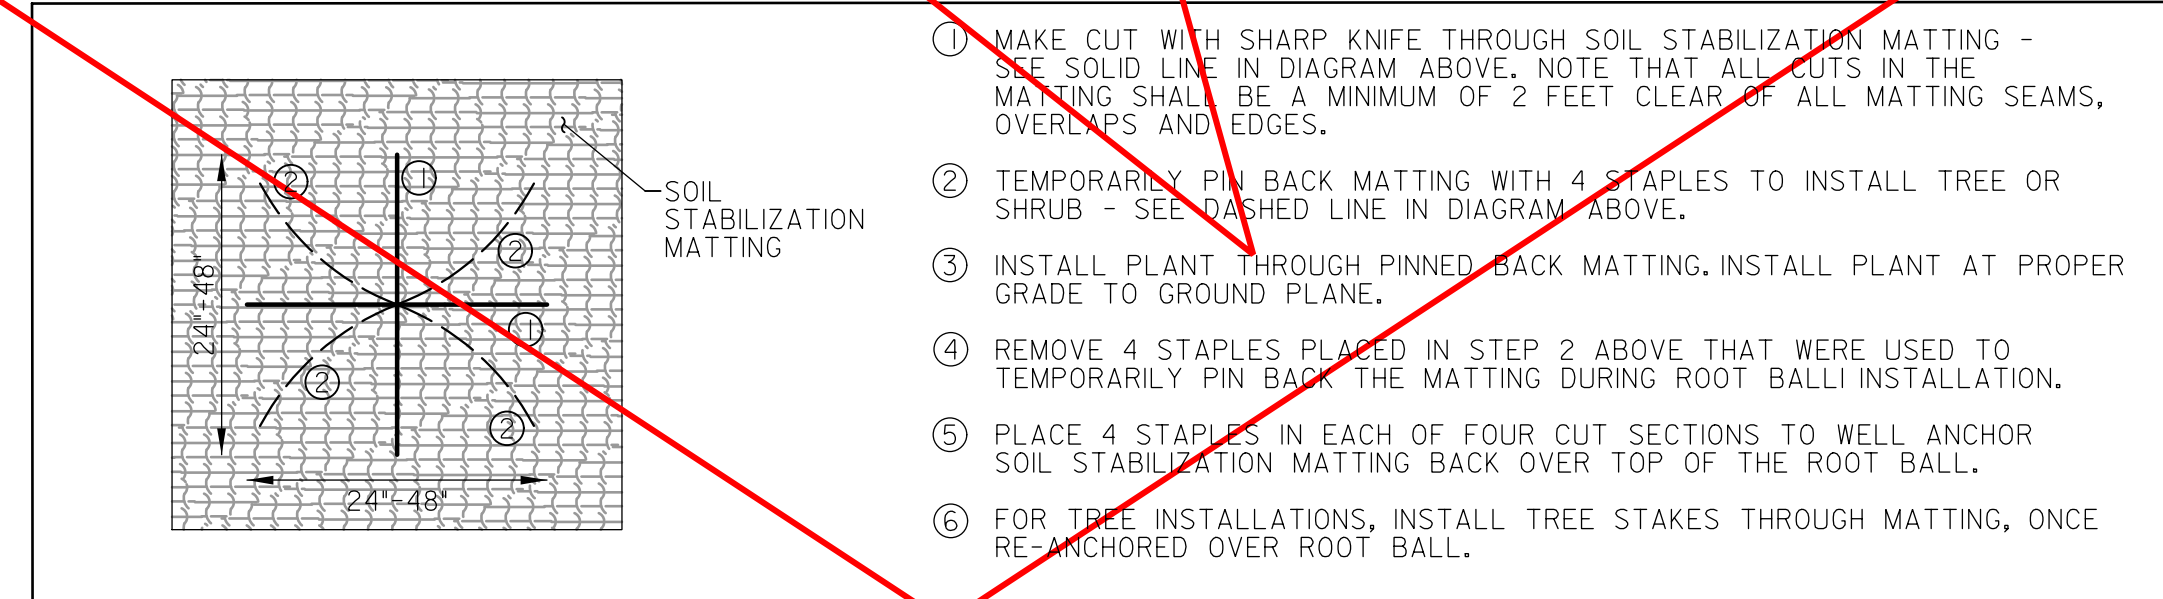 ②
①
②
①
②
②
24"-48"
24"-48"
SOIL
STABILIZATION
MATTING
① MAKE CUT WITH SHARP KNIFE THROUGH SOIL STABILIZATION MATTING -
SEE SOLID LINE IN DIAGRAM ABOVE. NOTE THAT ALL CUTS IN THE
MATTING SHALL BE A MINIMUM OF 2 FEET CLEAR OF ALL MATTING SEAMS,
OVERLAPS AND EDGES.
② TEMPORARILY PIN BACK MATTING WITH 4 STAPLES TO INSTALL TREE OR
SHRUB - SEE DASHED LINE IN DIAGRAM ABOVE.
③ INSTALL PLANT THROUGH PINNED BACK MATTING. INSTALL PLANT AT PROPER
GRADE TO GROUND PLANE.
④ REMOVE 4 STAPLES PLACED IN STEP 2 ABOVE THAT WERE USED TO
TEMPORARILY PIN BACK THE MATTING DURING ROOT BALLI INSTALLATION.
⑤ PLACE 4 STAPLES IN EACH OF FOUR CUT SECTIONS TO WELL ANCHOR
SOIL STABILIZATION MATTING BACK OVER TOP OF THE ROOT BALL.
⑥ FOR TREE INSTALLATIONS, INSTALL TREE STAKES THROUGH MATTING, ONCE
RE-ANCHORED OVER ROOT BALL.